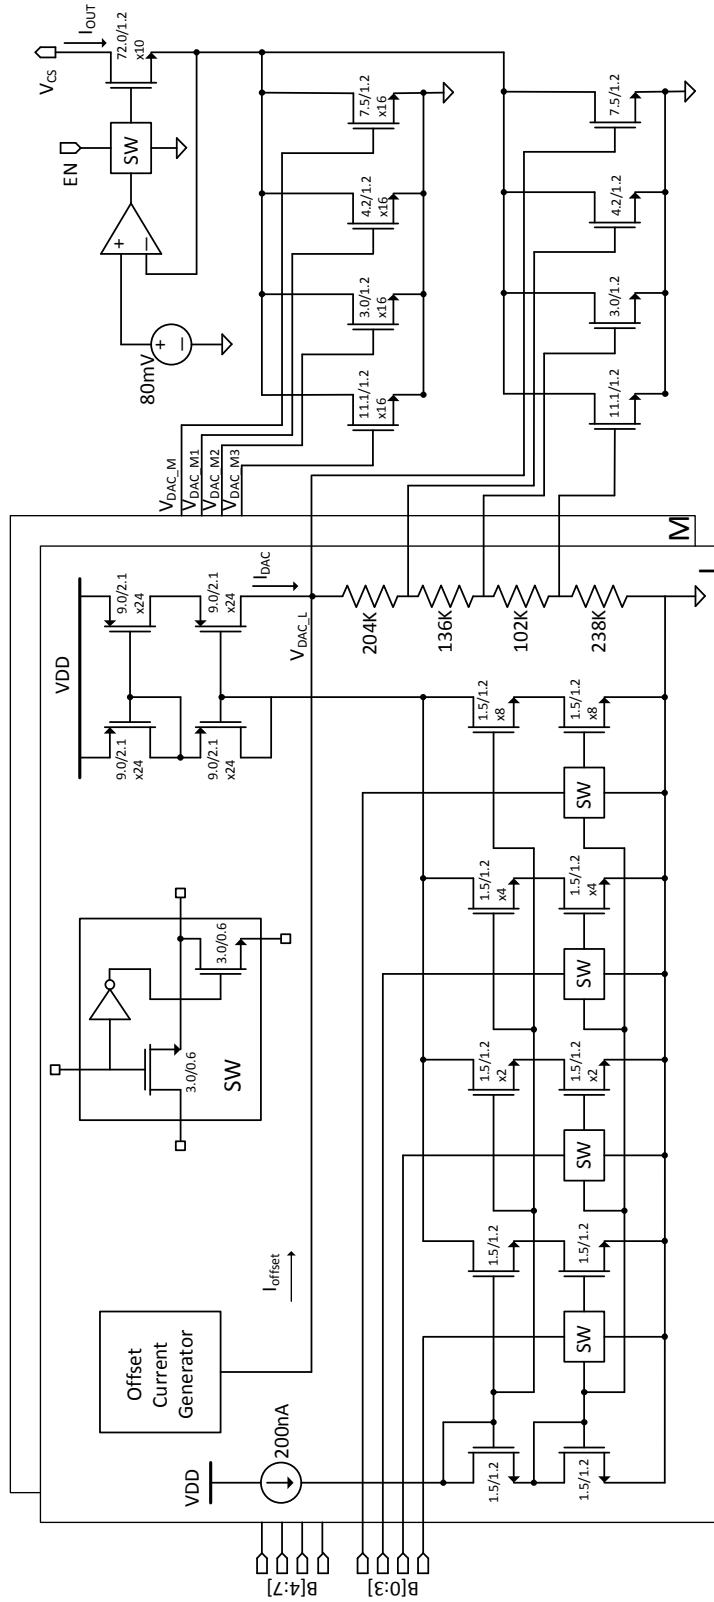 VDD
200nA
Offset
Current
Generator
I_offset
SW
3.0/0.6
3.0/0.6
VDD
9.0/2.1
x24
9.0/2.1
x24
9.0/2.1
x24
9.0/2.1
x24
I_DAC
V_DAC_L
V_DAC_M
V_DAC_M1
V_DAC_M2
V_DAC_M3
80mV
+
−
+
−
EN
SW
V_CS
I_OUT
72.0/1.2
x10
11.1/1.2
x16
3.0/1.2
x16
4.2/1.2
x16
7.5/1.2
x16
B[4:7]
B[0:3]
204K
136K
102K
238K
11.1/1.2
3.0/1.2
4.2/1.2
7.5/1.2
1.5/1.2
1.5/1.2
1.5/1.2
x2
1.5/1.2
x4
1.5/1.2
x8
1.5/1.2
SW
1.5/1.2
SW
1.5/1.2
x2
SW
1.5/1.2
x4
SW
1.5/1.2
x8
M